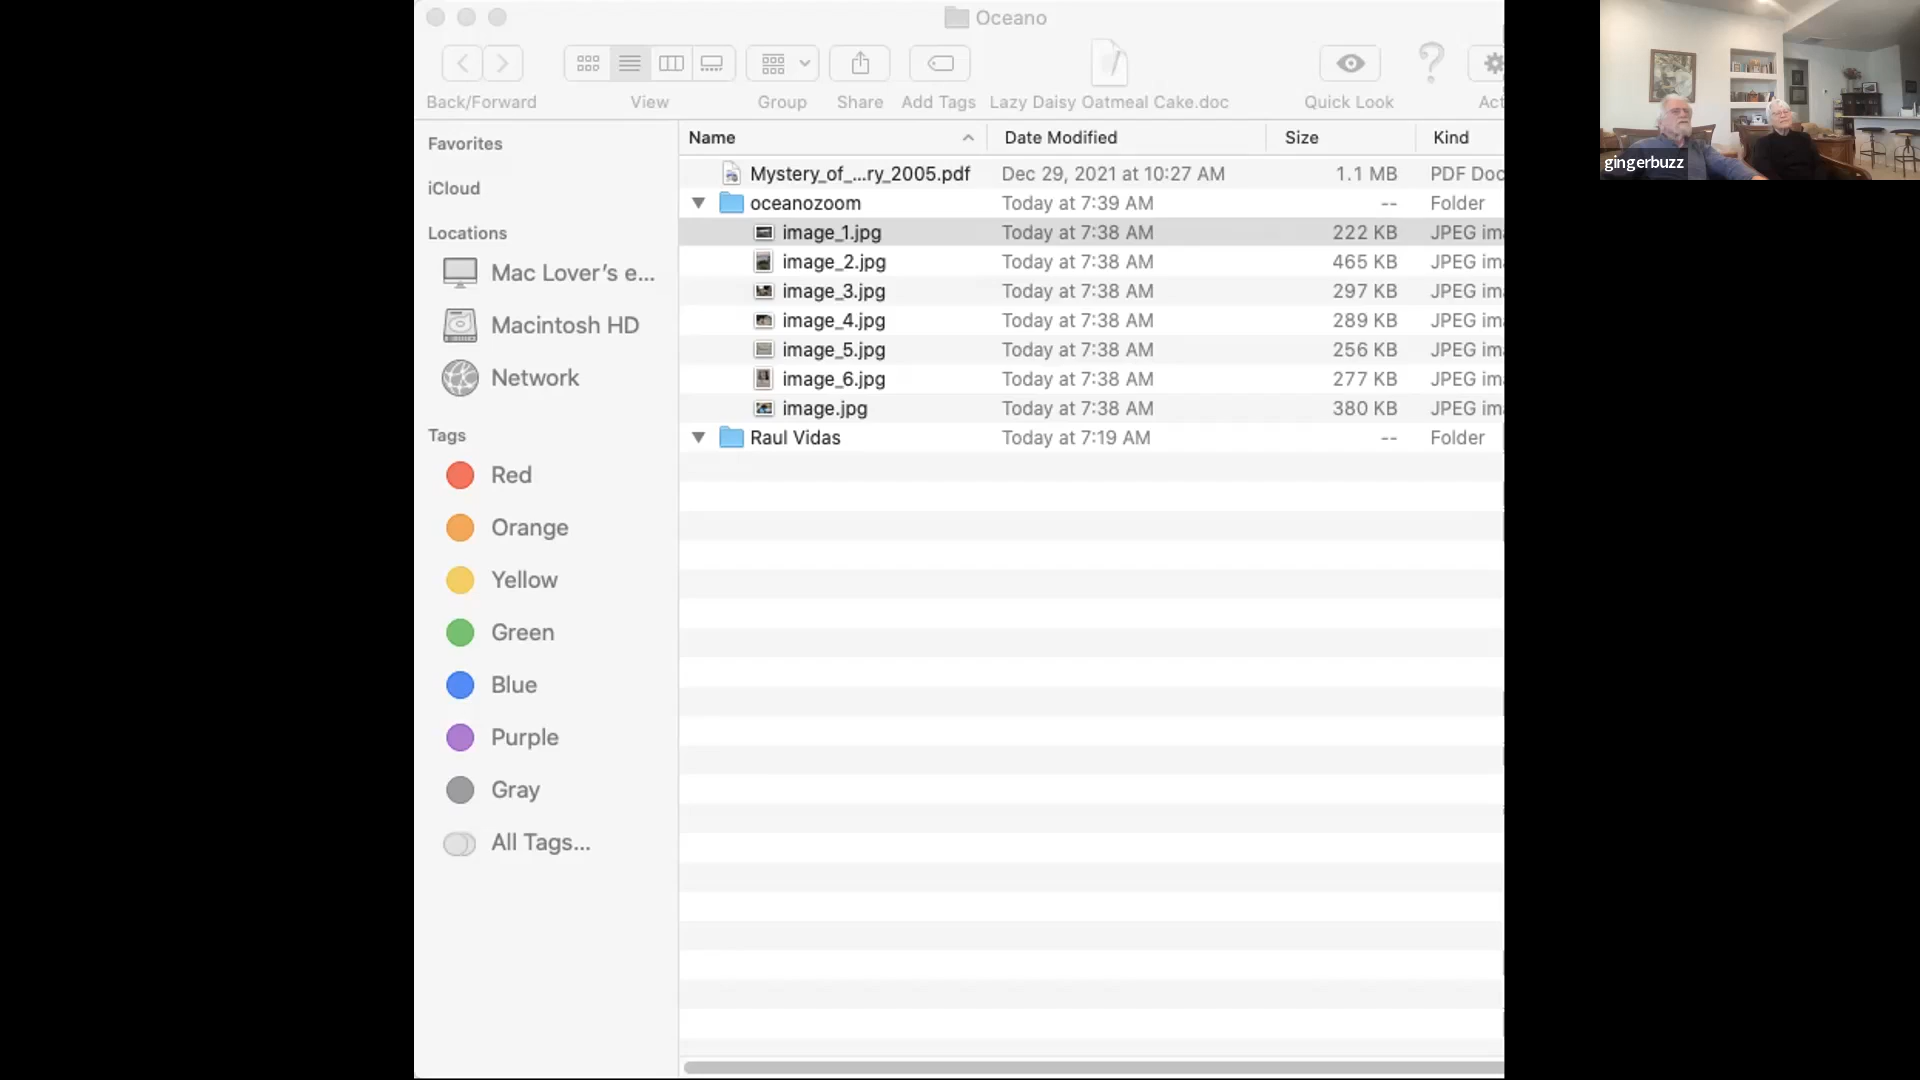 Oceano
Back/Forward View Group Share Add Tags Lazy Daisy Oatmeal Cake.doc Quick Look Act
Favorites
iCloud
Locations
Mac Lover’s e...
Macintosh HD
Network
Tags
Red
Orange
Yellow
Green
Blue
Purple
Gray
All Tags...
Name Date Modified Size Kind
Mystery_of_...ry_2005.pdf Dec 29, 2021 at 10:27 AM 1.1 MB PDF Doc
oceanozoom Today at 7:39 AM -- Folder
image_1.jpg Today at 7:38 AM 222 KB JPEG im
image_2.jpg Today at 7:38 AM 465 KB JPEG im
image_3.jpg Today at 7:38 AM 297 KB JPEG im
image_4.jpg Today at 7:38 AM 289 KB JPEG im
image_5.jpg Today at 7:38 AM 256 KB JPEG im
image_6.jpg Today at 7:38 AM 277 KB JPEG im
image.jpg Today at 7:38 AM 380 KB JPEG im
Raul Vidas Today at 7:19 AM -- Folder
gingerbuzz